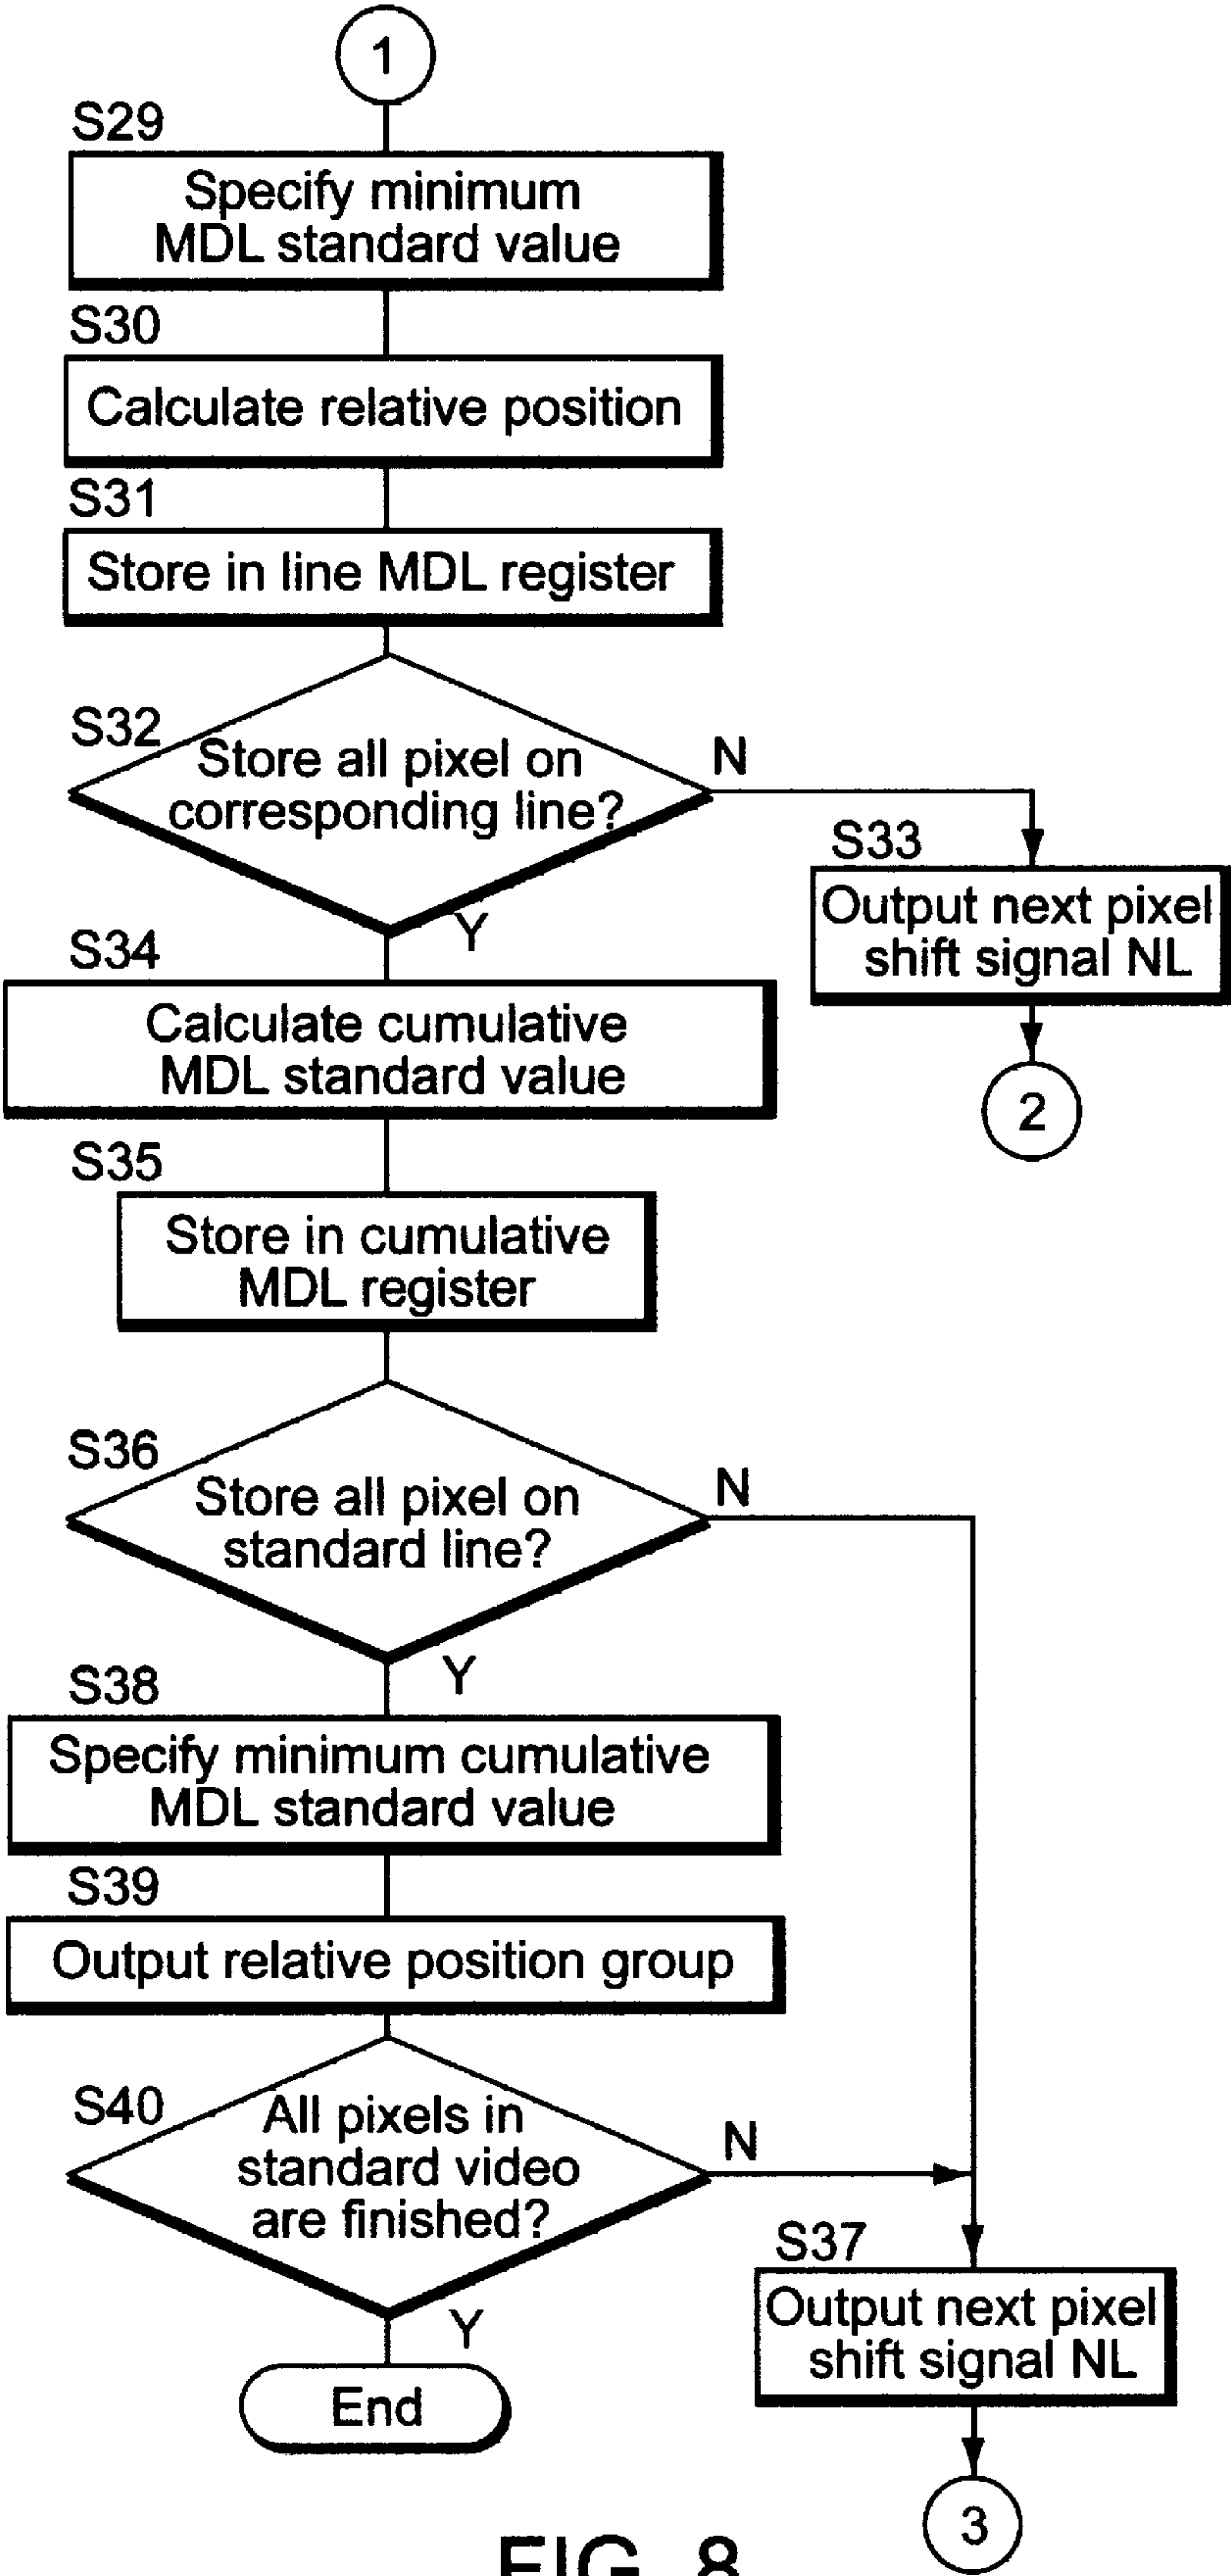 1
S29
Specify minimum
MDL standard value
S30
Calculate relative position
S31
Store in line MDL register
S32
Store all pixel on
corresponding line?
N
Y
S33
Output next pixel
shift signal NL
2
S34
Calculate cumulative
MDL standard value
S35
Store in cumulative
MDL register
S36
Store all pixel on
standard line?
N
Y
S38
Specify minimum cumulative
MDL standard value
S39
Output relative position group
S40
All pixels in
standard video
are finished?
N
Y
S37
Output next pixel
shift signal NL
End
3
FIG. 8